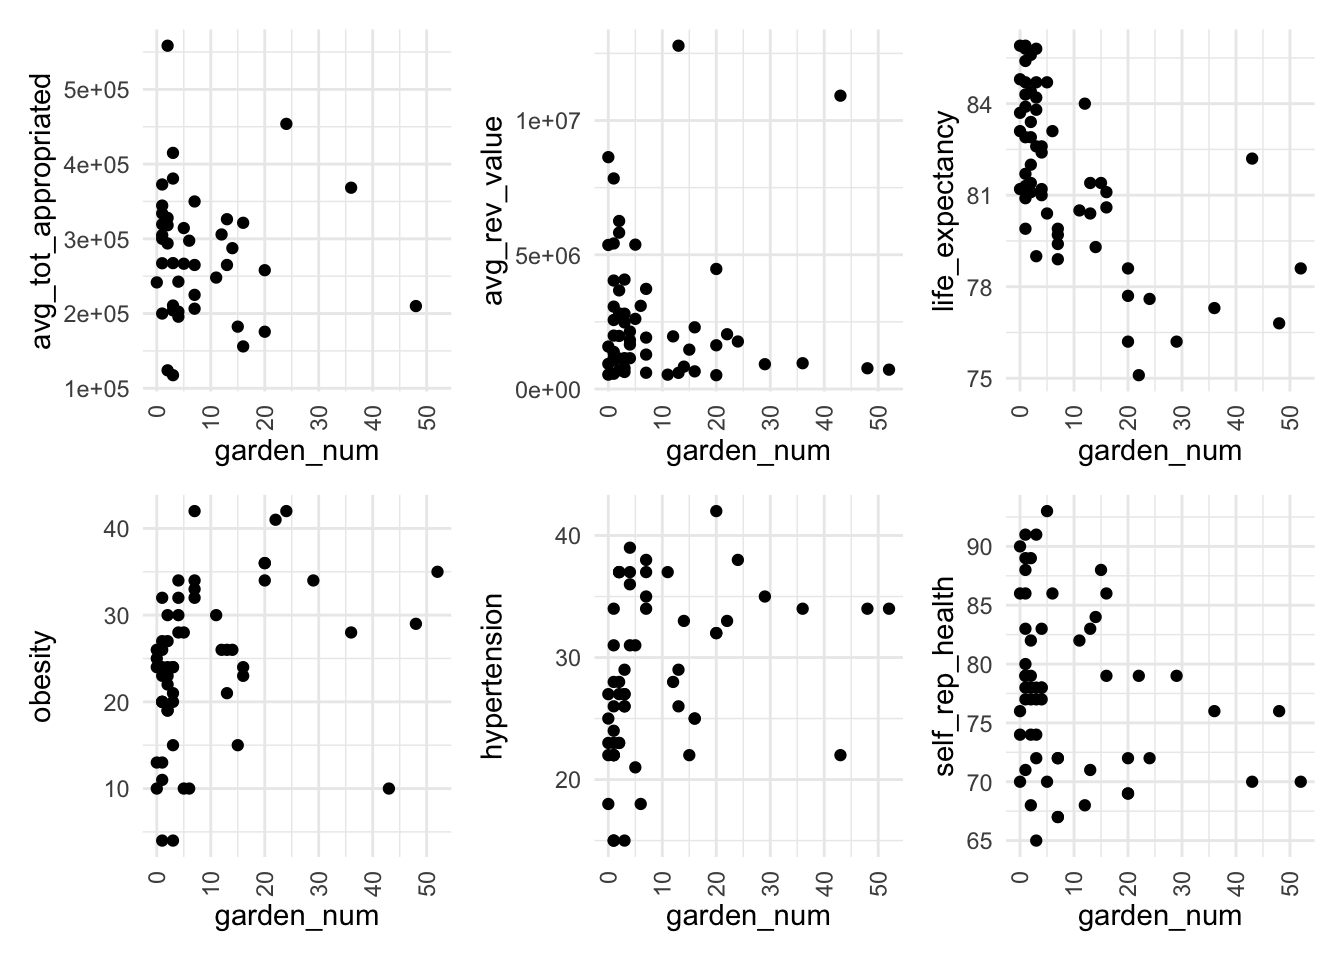 avg_tot_appropriated
5e+05
4e+05
3e+05
2e+05
1e+05
0
10
20
30
40
50
garden_num
avg_rev_value
1e+07
5e+06
0e+00
0
10
20
30
40
50
garden_num
life_expectancy
84
81
78
75
0
10
20
30
40
50
garden_num
obesity
40
30
20
10
0
10
20
30
40
50
garden_num
hypertension
40
30
20
0
10
20
30
40
50
garden_num
self_rep_health
90
85
80
75
70
65
0
10
20
30
40
50
garden_num